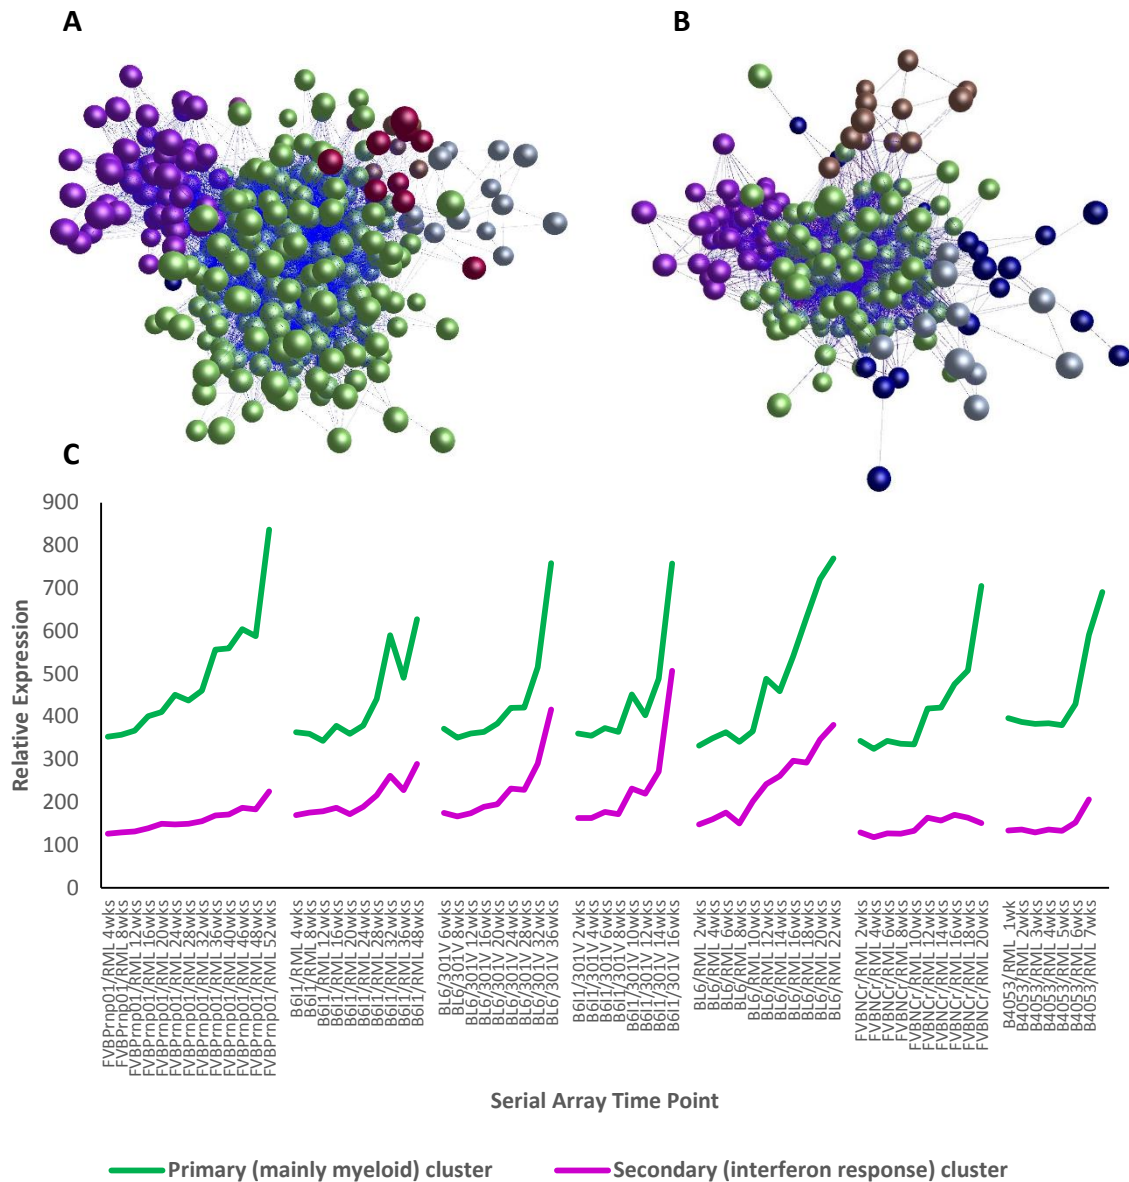 A
B
C
900
800
700
600
500
400
300
200
100
0
Relative Expression
FVBPrnp01/RML 4wks
FVBPrnp01/RML 8wks
FVBPrnp01/RML 12wks
FVBPrnp01/RML 16wks
FVBPrnp01/RML 20wks
FVBPrnp01/RML 24wks
FVBPrnp01/RML 28wks
FVBPrnp01/RML 32wks
FVBPrnp01/RML 36wks
FVBPrnp01/RML 40wks
FVBPrnp01/RML 46wks
FVBPrnp01/RML 48wks
FVBPrnp01/RML 52wks
B6I1/RML 4wks
B6I1/RML 8wks
B6I1/RML 12wks
B6I1/RML 16wks
B6I1/RML 20wks
B6I1/RML 24wks
B6I1/RML 28wks
B6I1/RML 32wks
B6I1/RML 36wks
B6I1/RML 48wks
BL6/301V 6wks
BL6/301V 8wks
BL6/301V 12wks
BL6/301V 16wks
BL6/301V 20wks
BL6/301V 24wks
BL6/301V 28wks
BL6/301V 32wks
BL6/301V 36wks
B6I1/301V 2wks
B6I1/301V 4wks
B6I1/301V 6wks
B6I1/301V 8wks
B6I1/301V 10wks
B6I1/301V 12wks
B6I1/301V 14wks
B6I1/301V 16wks
BL6/RML 2wks
BL6/RML 4wks
BL6/RML 6wks
BL6/RML 8wks
BL6/RML 10wks
BL6/RML 12wks
BL6/RML 14wks
BL6/RML 16wks
BL6/RML 18wks
BL6/RML 20wks
BL6/RML 22wks
FVBNCr/RML 2wks
FVBNCr/RML 4wks
FVBNCr/RML 6wks
FVBNCr/RML 8wks
FVBNCr/RML 10wks
FVBNCr/RML 12wks
FVBNCr/RML 14wks
FVBNCr/RML 16wks
FVBNCr/RML 18wks
FVBNCr/RML 20wks
B4053/RML 1wk
B4053/RML 2wks
B4053/RML 3wks
B4053/RML 4wks
B4053/RML 5wks
B4053/RML 6wks
B4053/RML 7wks
Serial Array Time Point
Primary (mainly myeloid) cluster
Secondary (interferon response) cluster